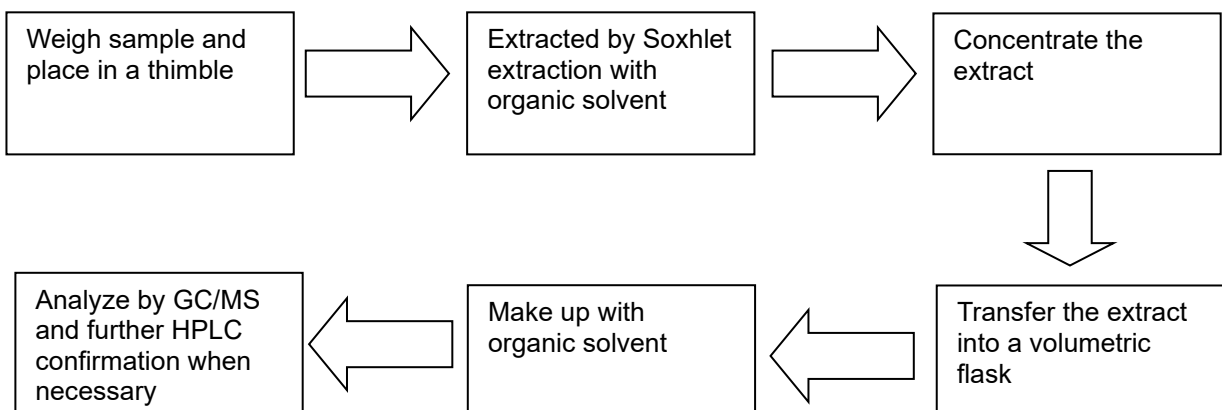 Weigh sample and
place in a thimble
Extracted by Soxhlet
extraction with
organic solvent
Concentrate the
extract
Transfer the extract
into a volumetric
flask
Make up with
organic solvent
Analyze by GC/MS
and further HPLC
confirmation when
necessary